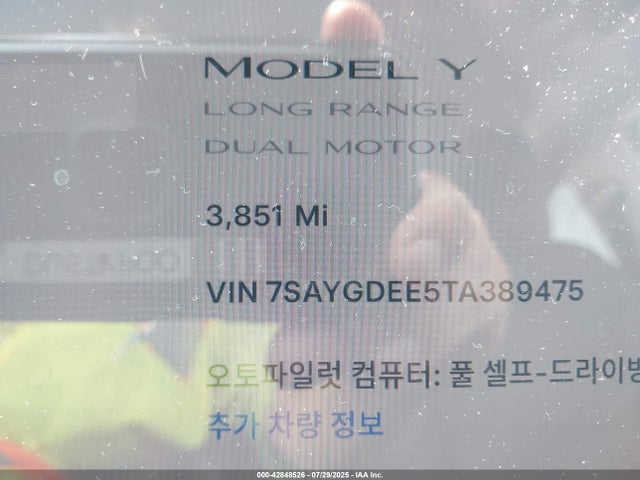 MODEL Y
LONG RANGE
DUAL MOTOR
3,851 Mi
VIN 7SAYGDEE5TA389475
오토파일럿 컴퓨터: 풀 셀프-드라이빙
추가 차량 정보
000-42848526 - 07/29/2025 - IAA Inc.